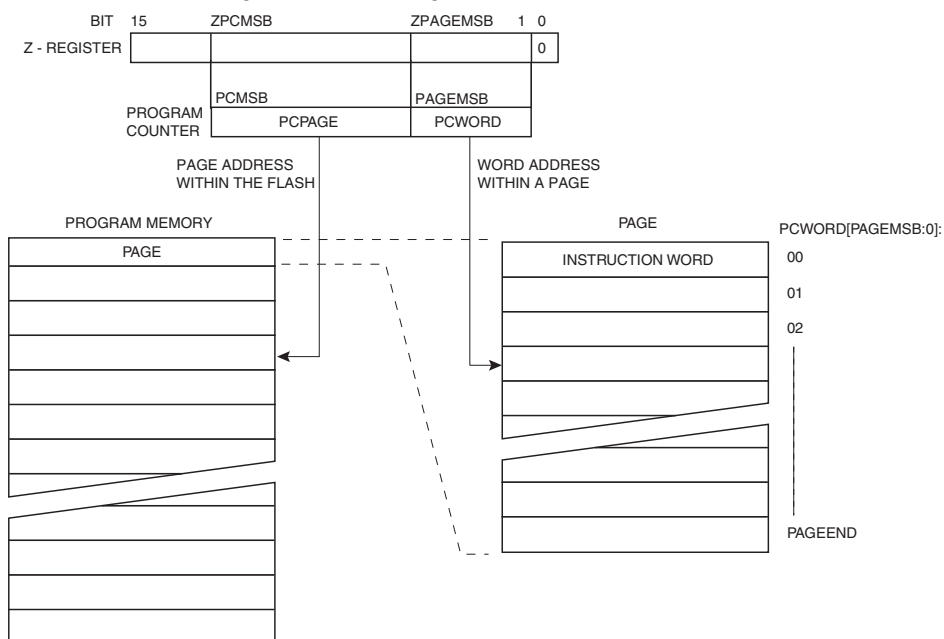 BIT 15 ZPCMSB ZPAGEMSB 1 0
Z - REGISTER 0
PCMSB PAGEMSB
PROGRAM
COUNTER
PCPAGE PCWORD
PAGE ADDRESS
WITHIN THE FLASH
WORD ADDRESS
WITHIN A PAGE
PROGRAM MEMORY
PAGE
PAGE
PCWORD[PAGEMSB:0]:
INSTRUCTION WORD
00
01
02
PAGEEND